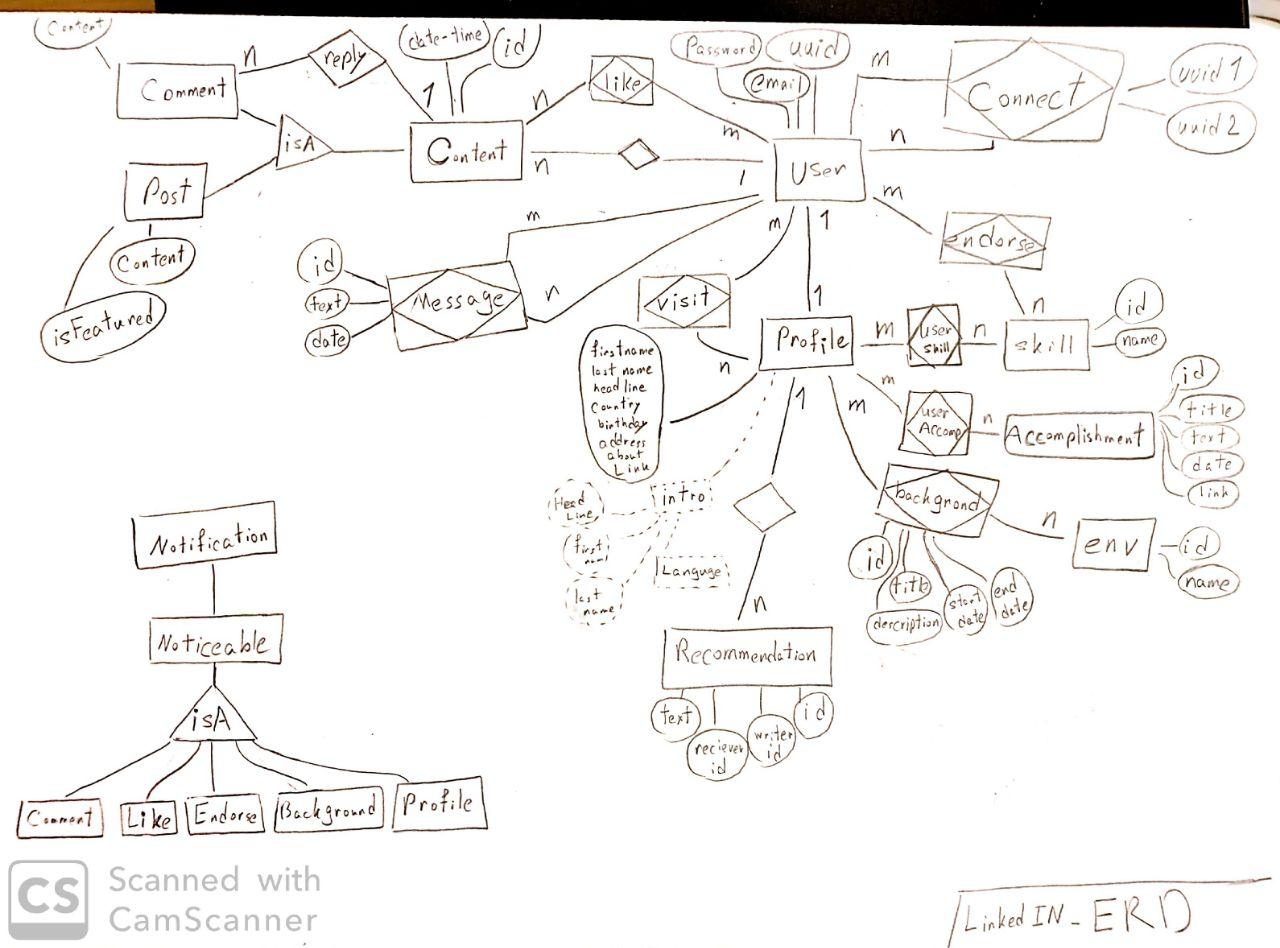 Content
Comment
n
reply
1
date-time
id
isA
Content
Post
Content
isFeatured
n
like
m
n
1
Password
email
uuid
User
m
n
Connect
uuid 1
uuid 2
m
endorse
n
m
n
id
text
date
Message
m
visit
n
1
1
Profile
m
user
skill
n
skill
id
name
firstname
last name
head line
Country
birthday
address
about
Link
m
user
Accomp
n
Accomplishment
id
title
text
date
link
m
backgrond
n
env
id
name
id
title
description
start
date
end
date
intro
Head
Line
first
name
last
name
Languge
1
n
Recommendation
text
reciever
id
writer
id
id
Notification
Noticeable
isA
Comment
Like
Endorse
Background
Profile
CS
Scanned with
CamScanner
Linked IN - ERD